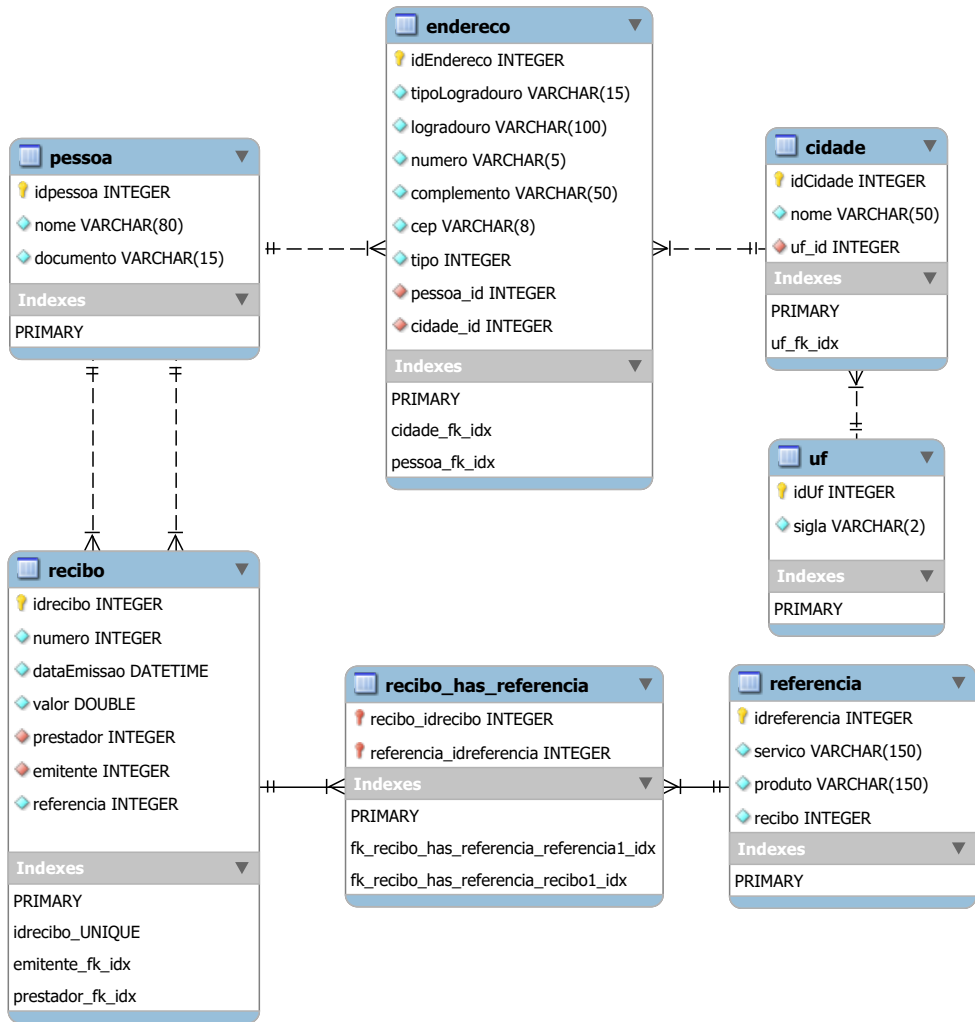 endereco
idEndereco INTEGER
tipoLogradouro VARCHAR(15)
logradouro VARCHAR(100)
numero VARCHAR(5)
complemento VARCHAR(50)
cep VARCHAR(8)
tipo INTEGER
pessoa_id INTEGER
cidade_id INTEGER
Indexes
PRIMARY
cidade_fk_idx
pessoa_fk_idx
pessoa
idpessoa INTEGER
nome VARCHAR(80)
documento VARCHAR(15)
Indexes
PRIMARY
cidade
idCidade INTEGER
nome VARCHAR(50)
uf_id INTEGER
Indexes
PRIMARY
uf_fk_idx
uf
idUf INTEGER
sigla VARCHAR(2)
Indexes
PRIMARY
recibo
idrecibo INTEGER
numero INTEGER
dataEmissao DATETIME
valor DOUBLE
prestador INTEGER
emitente INTEGER
referencia INTEGER
Indexes
PRIMARY
idrecibo_UNIQUE
emitente_fk_idx
prestador_fk_idx
recibo_has_referencia
recibo_idrecibo INTEGER
referencia_idreferencia INTEGER
Indexes
PRIMARY
fk_recibo_has_referencia_referencia1_idx
fk_recibo_has_referencia_recibo1_idx
referencia
idreferencia INTEGER
servico VARCHAR(150)
produto VARCHAR(150)
recibo INTEGER
Indexes
PRIMARY